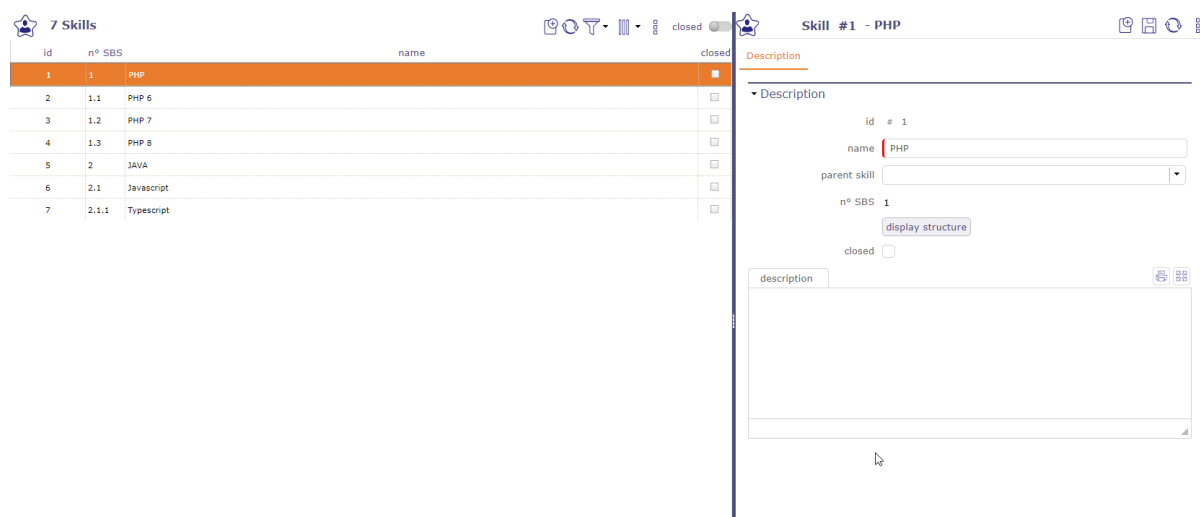 7 Skills
closed
id n° SBS name closed
1 1 PHP
2 1.1 PHP 6
3 1.2 PHP 7
4 1.3 PHP 8
5 2 JAVA
6 2.1 Javascript
7 2.1.1 Typescript
Skill #1 - PHP
Description
Description
id # 1
name PHP
parent skill
n° SBS 1
display structure
closed
description